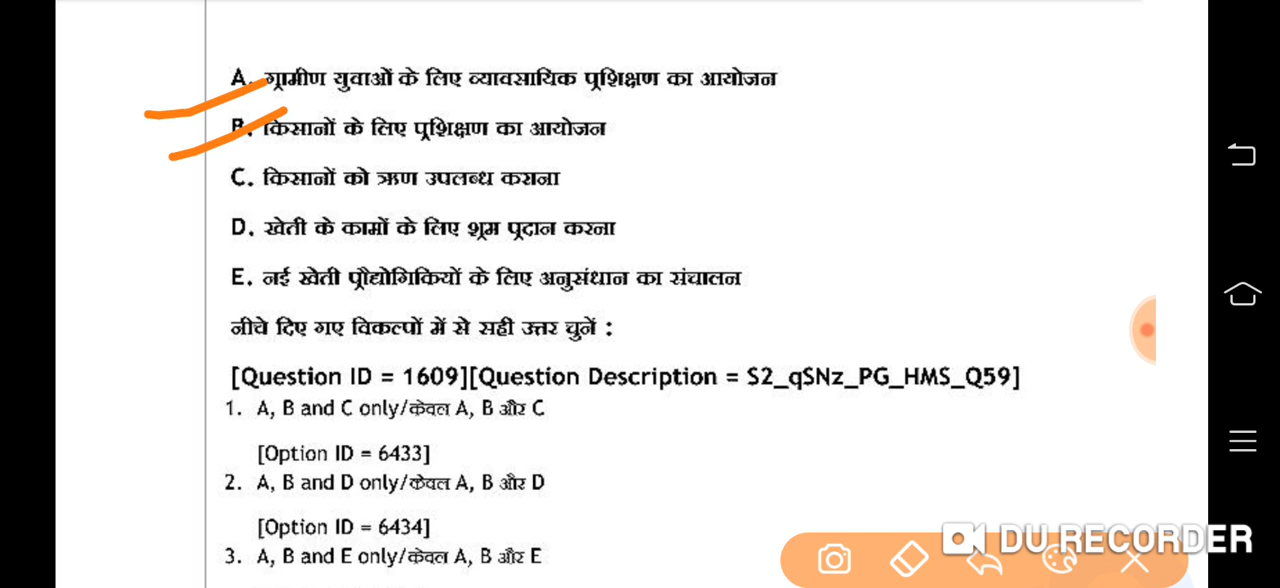 A. ग्रामीण युवाओं के लिए व्यावसायिक प्रशिक्षण का आयोजन
B. किसानों के लिए प्रशिक्षण का आयोजन
C. किसानों को ऋण उपलब्ध कराना
D. खेती के कामों के लिए श्रम प्रदान करना
E. नई खेती प्रौद्योगिकियों के लिए अनुसंधान का संचालन
नीचे दिए गए विकल्पों में से सही उत्तर चुनें :
[Question ID = 1609][Question Description = S2_qSNz_PG_HMS_Q59]
1. A, B and C only/केवल A, B और C
[Option ID = 6433]
2. A, B and D only/केवल A, B और D
[Option ID = 6434]
3. A, B and E only/केवल A, B और E
DU RECORDER